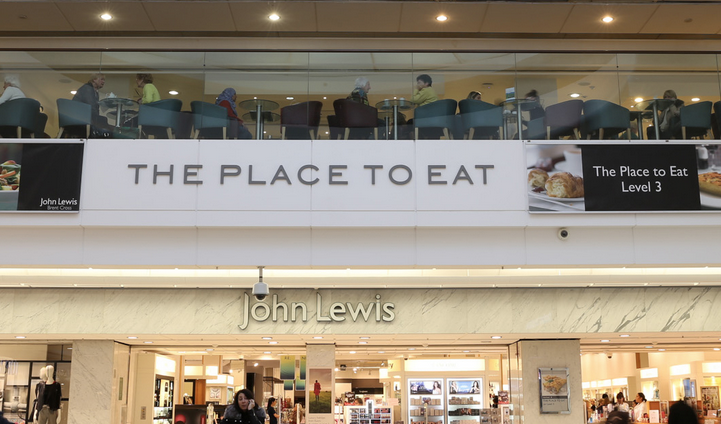 THE PLACE TO EAT
John Lewis
Brent Cross
The Place to Eat
Level 3
John Lewis